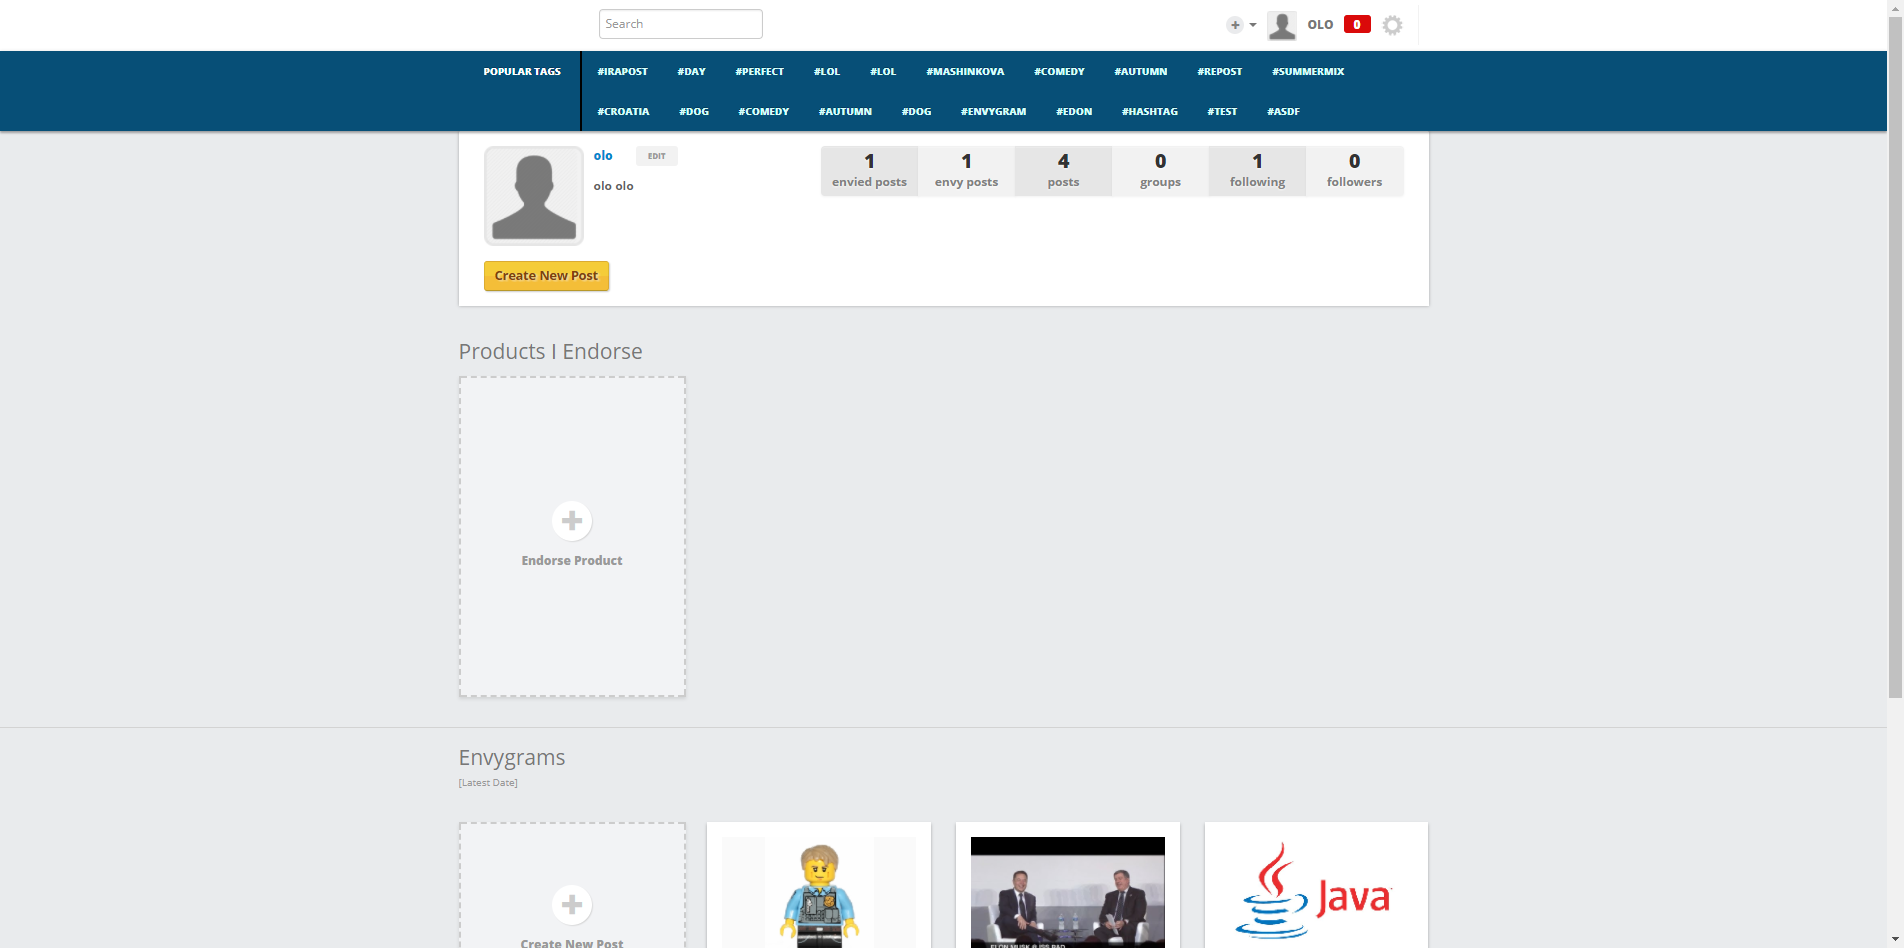 Search
OLO 0
POPULAR TAGS #IRAPOST #DAY #PERFECT #LOL #LOL #MASHINKOVA #COMEDY #AUTUMN #REPOST #SUMMERMIX
#CROATIA #DOG #COMEDY #AUTUMN #DOG #ENVYGRAM #EDON #HASHTAG #TEST #ASDF
olo EDIT
olo olo
1 1 4 0 1 0
envied posts envy posts posts groups following followers
Create New Post
Products I Endorse
Endorse Product
Envygrams
[Latest Date]
Java
Create New Post
ELON MUSK @ ISS R&D